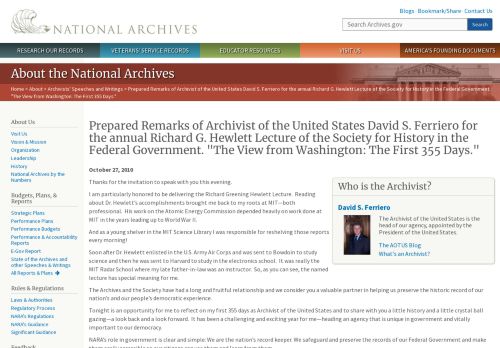 Blogs · Bookmark/Share · Contact Us
NATIONAL ARCHIVES
Search Archives.gov
Search
RESEARCH OUR RECORDS
VETERANS' SERVICE RECORDS
EDUCATOR RESOURCES
VISIT US
AMERICA'S FOUNDING DOCUMENTS
About the National Archives
Home > About > Archivists' Speeches and Writings > Prepared Remarks of Archivist of the United States David S. Ferriero for the annual Richard G. Hewlett Lecture of the Society for History in the Federal Government.
"The View from Washington: The First 355 Days."
About Us
Visit Us
Vision & Mission
Organization
Leadership
History
National Archives by the
Numbers
Budgets, Plans, &
Reports
Strategic Plans
Performance Plans
Performance Budgets
Performance & Accountability
Reports
E-Gov Report
State of the Archives and
other Speeches & Writings
All Reports & Plans
Rules & Regulations
Laws & Authorities
Regulatory Process
NARA's Regulations
NARA's Guidance
Significant Guidance
Feedback
Prepared Remarks of Archivist of the United States David S. Ferriero for
the annual Richard G. Hewlett Lecture of the Society for History in the
Federal Government. "The View from Washington: The First 355 Days."
October 27, 2010
Thanks for the invitation to speak with you this evening.
I am particularly honored to be delivering the Richard Greening Hewlett Lecture. Reading
about Dr. Hewlett's accomplishments brought me back to my roots at MIT—both
professional. His work on the Atomic Energy Commission depended heavily on work done at
MIT in the years leading up to World War II.
And as a young shelver in the MIT Science Library I was responsible for reshelving those reports
every morning!
Soon after Dr Hewlett enlisted in the U.S. Army Air Corps and was sent to Bowdoin to study
science and then he was sent to Harvard to study in the electronics school. It was really the
MIT Radar School where my late father-in-law was an instructor. So, as you can see, the named
lecture has special meaning for me.
The Archives and the Society have had a long and fruitful relationship and we consider you a valuable partner in helping us preserve the historic record of our
nation's and our people's democratic experience.
Tonight is an opportunity for me to reflect on my first 355 days as Archivist of the United States and to share with you a little history and a little crystal ball
gazing—a look back and a look forward. It has been a challenging and exciting year for me—heading an agency that is unique in government and vitally
important to our democracy.
NARA's role in government is clear and simple: We are the nation's record keeper. We safeguard and preserve the records of our Federal Government and make
Who is the Archivist?
David S. Ferriero
The Archivist of the United States is the
head of our agency, appointed by the
President of the United States.
The AOTUS Blog
What's an Archivist?